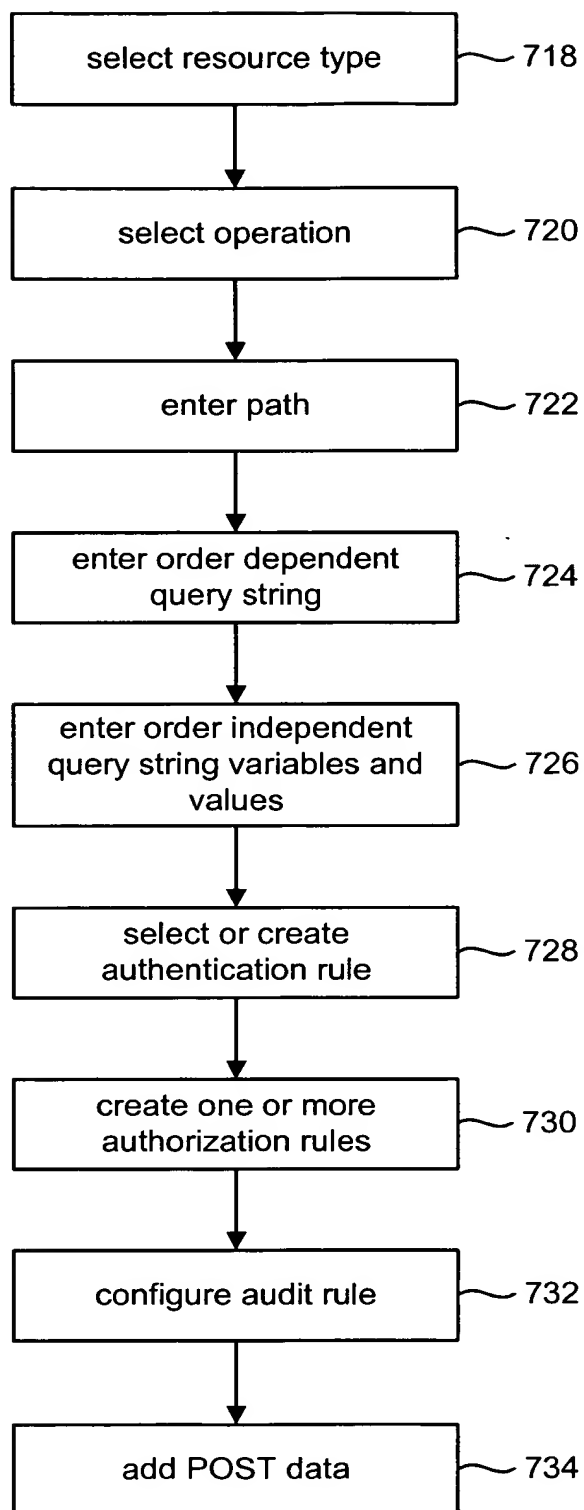 select resource type
718
select operation
720
enter path
722
enter order dependent
query string
724
enter order independent
query string variables and
values
726
select or create
authentication rule
728
create one or more
authorization rules
730
configure audit rule
732
add POST data
734